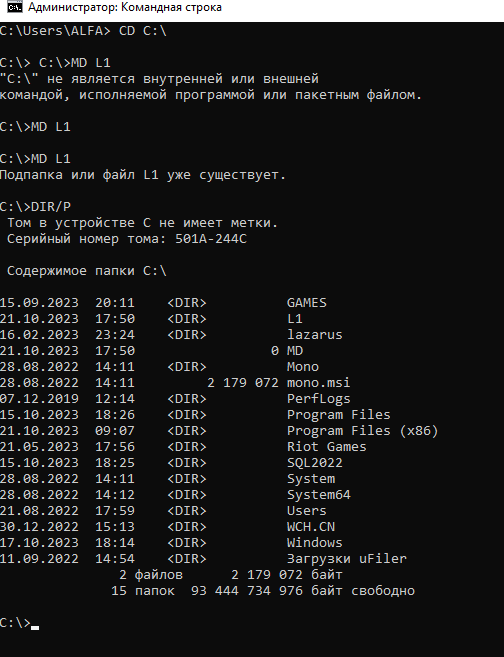 Администратор: Командная строка
C:\Users\ALFA> CD C:\
C:\> C:\>MD L1
"C:\" не является внутренней или внешней
командой, исполняемой программой или пакетным файлом.
C:\>MD L1
C:\>MD L1
Подпапка или файл L1 уже существует.
C:\>DIR/P
Том в устройстве C не имеет метки.
Серийный номер тома: 501A-244C
Содержимое папки C:\
15.09.2023 20:11 <DIR> GAMES
21.10.2023 17:50 <DIR> L1
16.02.2023 23:24 <DIR> lazarus
21.10.2023 17:50 0 MD
28.08.2022 14:11 <DIR> Mono
28.08.2022 14:11 2 179 072 mono.msi
07.12.2019 12:14 <DIR> PerfLogs
15.10.2023 18:26 <DIR> Program Files
21.10.2023 09:07 <DIR> Program Files (x86)
21.05.2023 17:56 <DIR> Riot Games
15.10.2023 18:25 <DIR> SQL2022
28.08.2022 14:11 <DIR> System
28.08.2022 14:12 <DIR> System64
21.08.2022 17:59 <DIR> Users
30.12.2022 15:13 <DIR> WCH.CN
17.10.2023 18:14 <DIR> Windows
11.09.2022 14:54 <DIR> Загрузки uFiler
2 файлов 2 179 072 байт
15 папок 93 444 734 976 байт свободно
C:\>